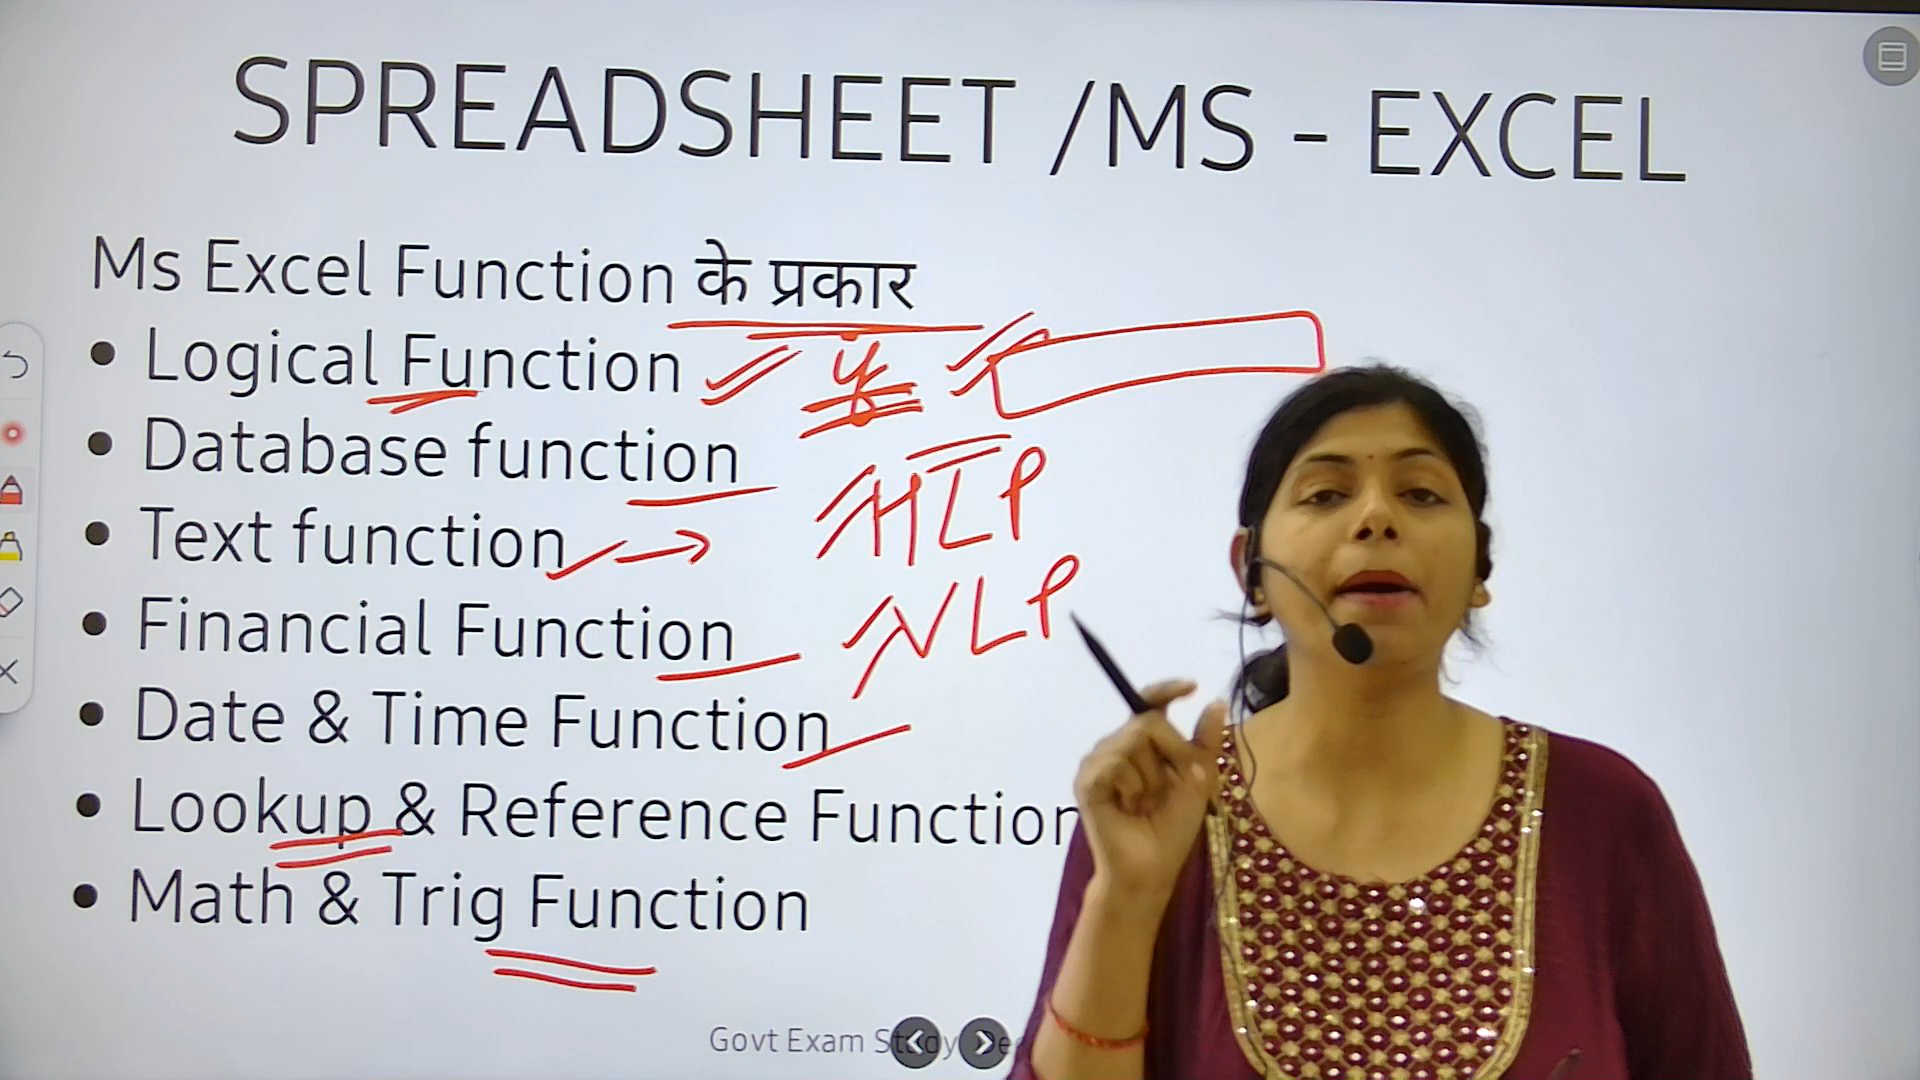 SPREADSHEET /MS - EXCEL
Ms Excel Function के प्रकार
• Logical Function
• Database function
• Text function
• Financial Function
• Date & Time Function
• Lookup & Reference Function
• Math & Trig Function
HLP
VLP
Govt Exam Study